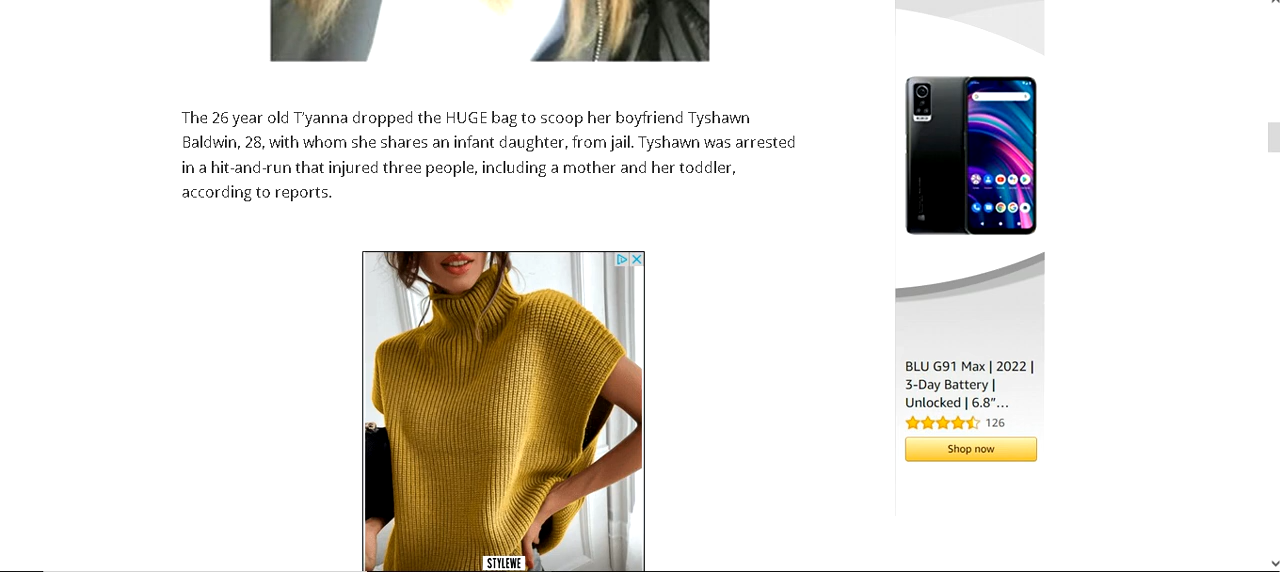 The 26 year old T’yanna dropped the HUGE bag to scoop her boyfriend Tyshawn
Baldwin, 28, with whom she shares an infant daughter, from jail. Tyshawn was arrested
in a hit-and-run that injured three people, including a mother and her toddler,
according to reports.
STYLEWE
BLU G91 Max | 2022 |
3-Day Battery |
Unlocked | 6.8”…
126
Shop now